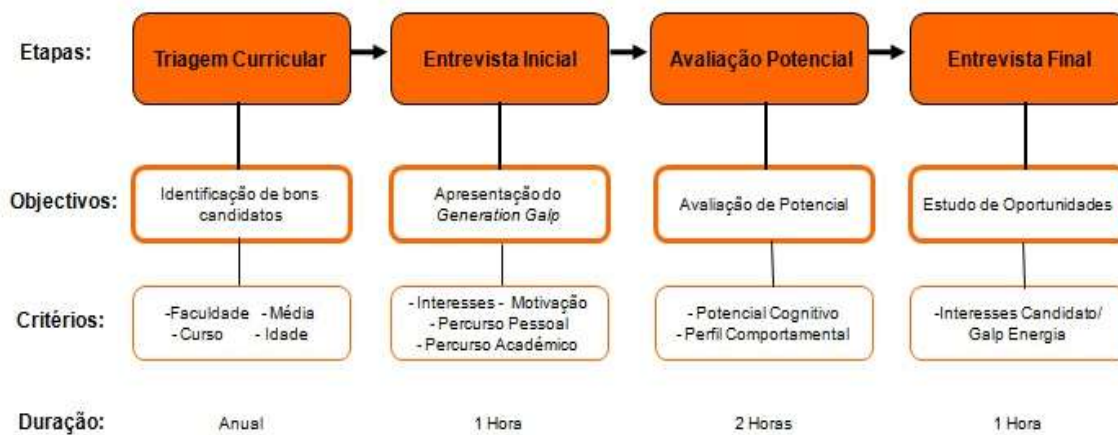 Etapas:
Triagem Curricular
Entrevista Inicial
Avaliação Potencial
Entrevista Final
Objectivos:
Identificação de bons
candidatos
Apresentação do
Generation Galp
Avaliação de Potencial
Estudo de Oportunidades
Critérios:
-Faculdade -Média
-Curso -Idade
-Interesses - Motivação
-Percurso Pessoal
-Percurso Académico
-Potencial Cognitivo
-Perfil Comportamental
-Interesses Candidato/
Galp Energia
Duração:
Anual
1 Hora
2 Horas
1 Hora